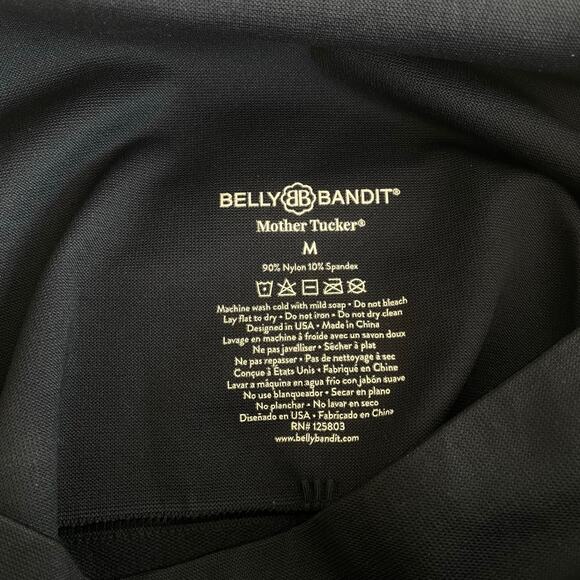 BELLY BB BANDIT®
Mother Tucker®
M
90% Nylon 10% Spandex
Machine wash cold with mild soap • Do not bleach
Lay flat to dry • Do not iron • Do not dry clean
Designed in USA • Made in China
Lavage en machine à froide avec un savon doux
Ne pas javelliser • Sècher à plat
Ne pas repasser • Pas de nettoyage à sec
Conçue à États Unis • Fabriqué en Chine
Lavar a máquina en agua frío con jabón suave
No use blanqueador • Secar en plano
No planchar • No lavar en seco
Diseñado en USA • Fabricado en China
RN# 125803
www.bellybandit.com